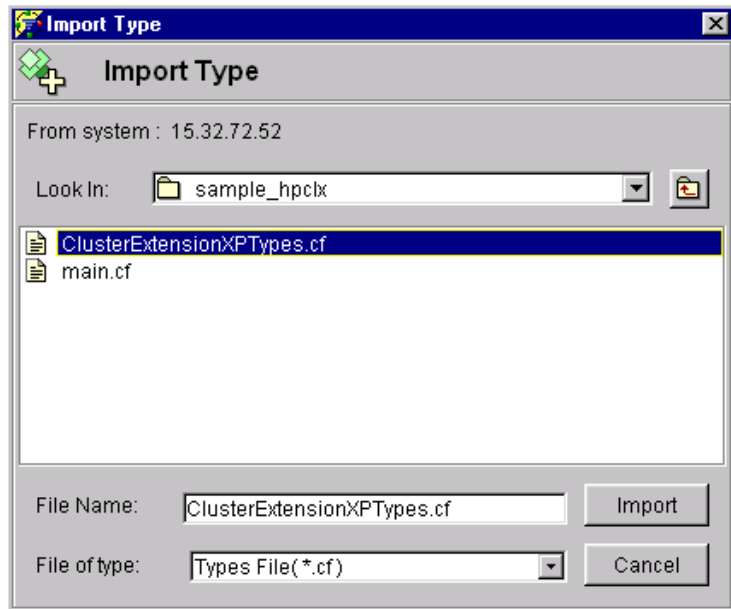 Import Type
Import Type
From system : 15.32.72.52
Look In: sample_hpclx
ClusterExtensionXPTypes.cf
main.cf
File Name: ClusterExtensionXPTypes.cf Import
File of type: Types File( *.cf ) Cancel